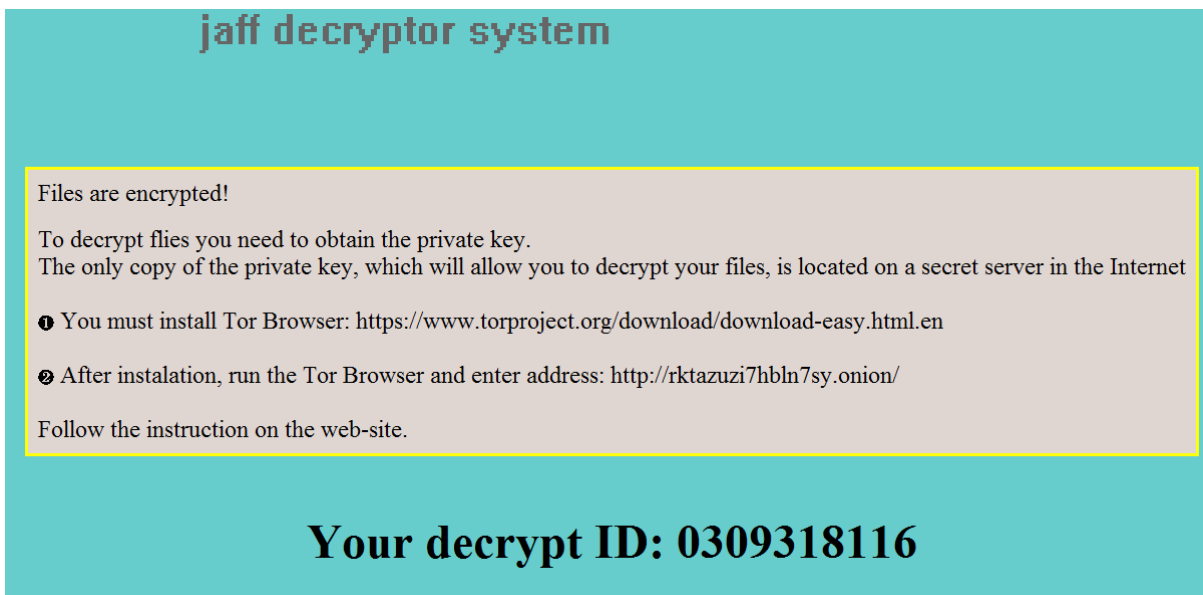 jaff decryptor system
Files are encrypted!
To decrypt flies you need to obtain the private key.
The only copy of the private key, which will allow you to decrypt your files, is located on a secret server in the Internet
❶ You must install Tor Browser: https://www.torproject.org/download/download-easy.html.en
❷ After instalation, run the Tor Browser and enter address: http://rktazuzi7hbln7sy.onion/
Follow the instruction on the web-site.
Your decrypt ID: 0309318116